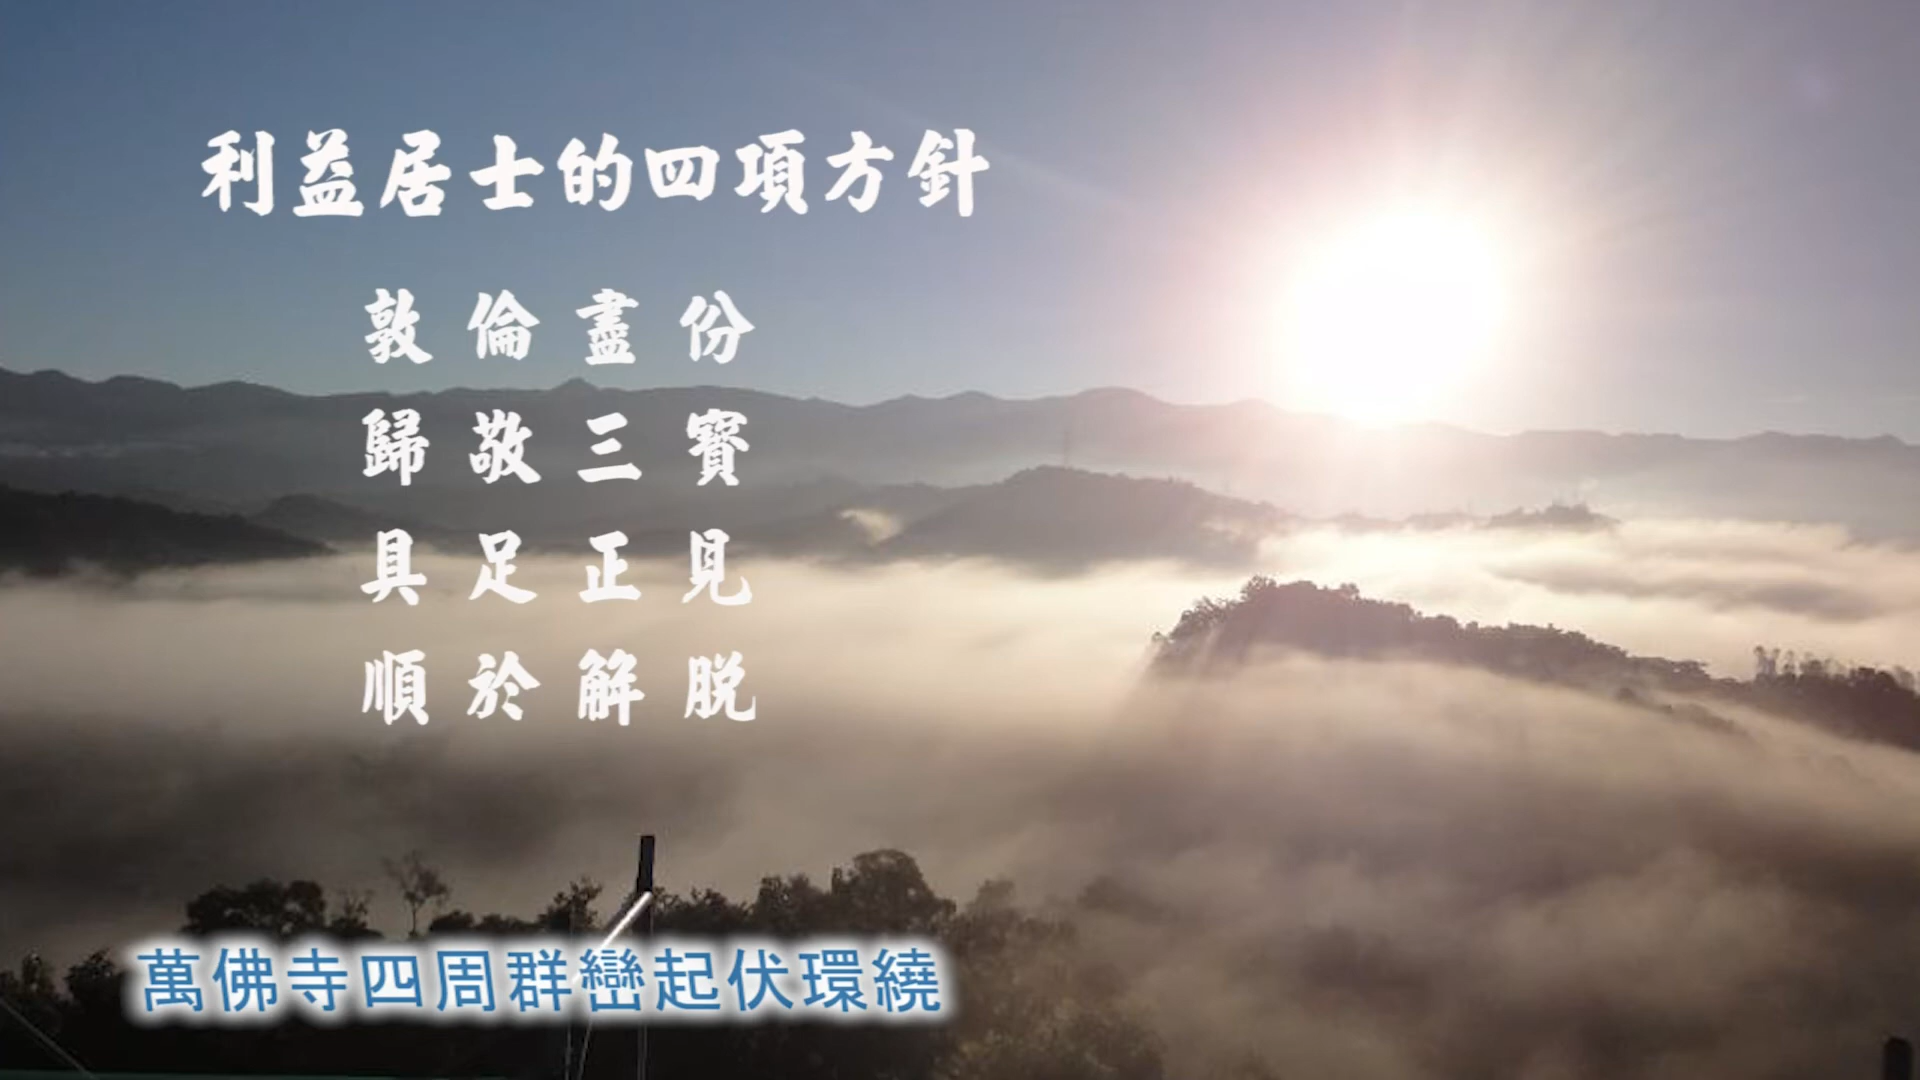 利益居士的四項方針
敦倫盡份
歸敬三寶
具足正見
順於解脫
萬佛寺四周群巒起伏環繞